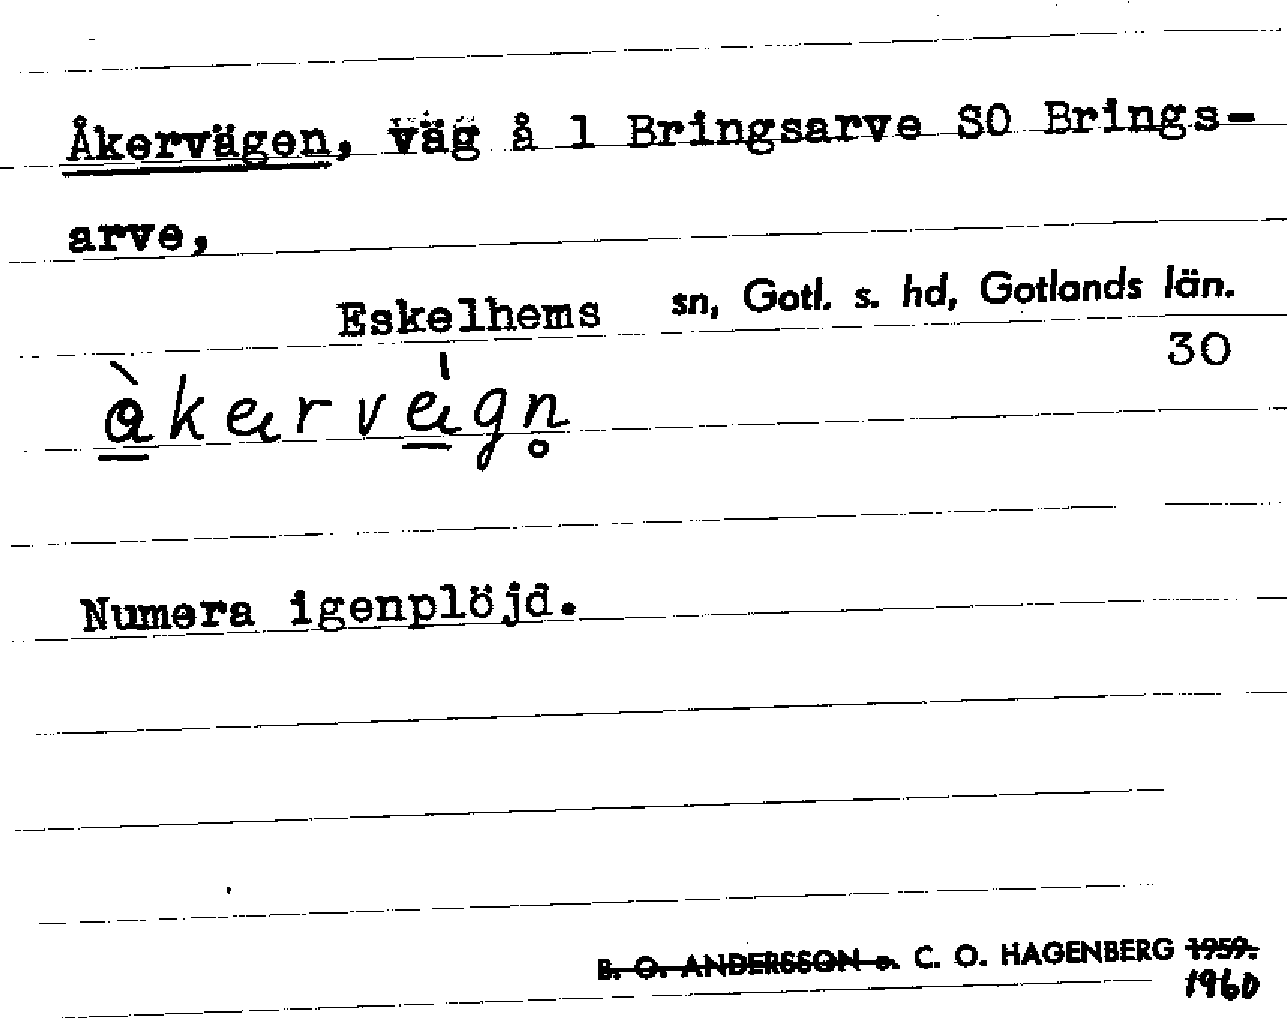 Åkervägen, väg å 1 Bringsarve SO Brings-
arve,
Eskelhems sn, Gotl. s. hd, Gotlands län.
30
Numera igenplöjd.
B. O. ANDERSSON o. C. O. HAGENBERG 1959.
1960